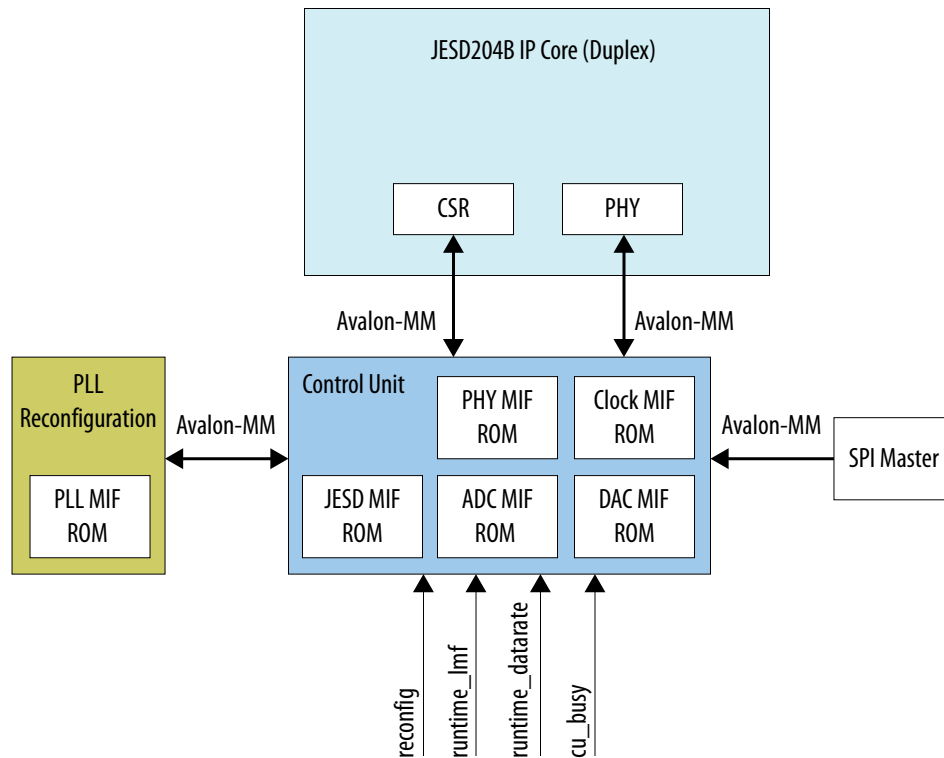 JESD204B IP Core (Duplex)
CSR
PHY
Avalon-MM
Avalon-MM
PLL
Reconfiguration
PLL MIF
ROM
Avalon-MM
Control Unit
PHY MIF
ROM
Clock MIF
ROM
JESD MIF
ROM
ADC MIF
ROM
DAC MIF
ROM
Avalon-MM
SPI Master
reconfig
runtime_lmf
runtime_datarate
cu_busy